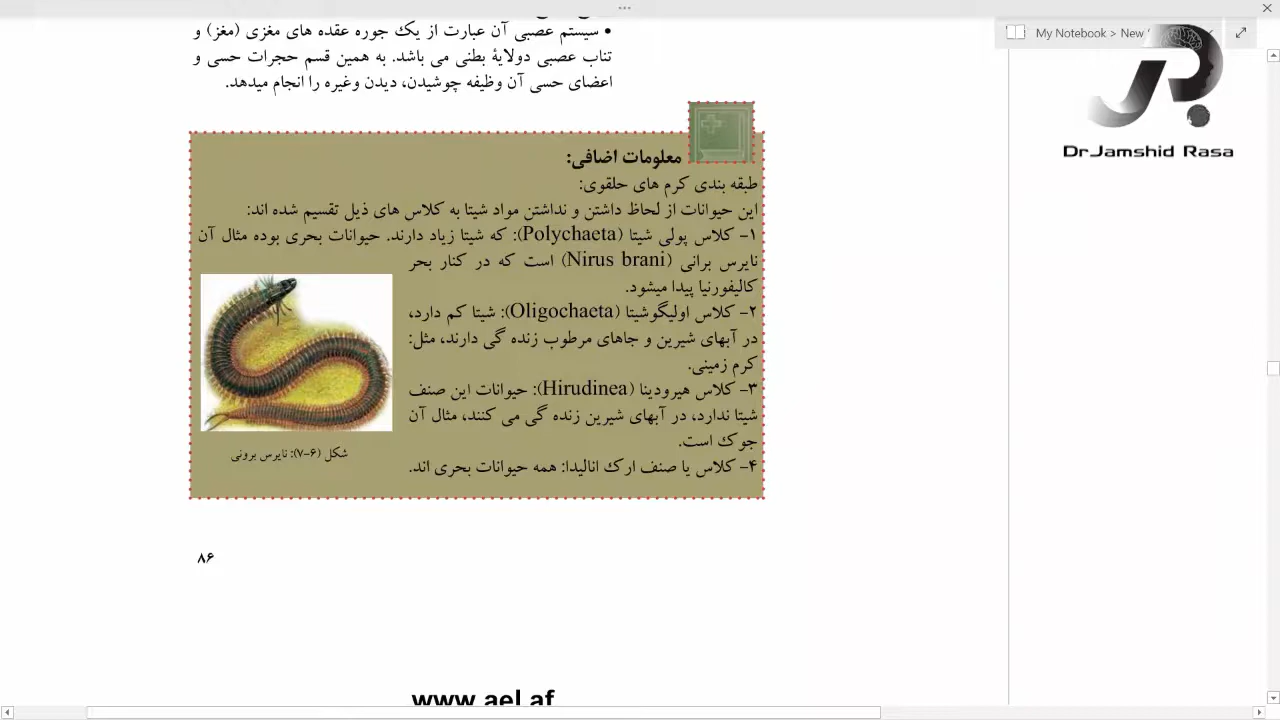 My Notebook > New
DrJamshid Rasa
• سیستم عصبی آن عبارت از یک جوره عقده های مغزی (مغز) و
تناب عصبی دولایۀ بطنی می باشد. به همین قسم حجرات حسی و
اعضای حسی آن وظیفه چوشیدن، دیدن وغیره را انجام میدهد.
معلومات اضافی:
طبقه بندی کرم های حلقوی:
این حیوانات از لحاظ داشتن و نداشتن مواد شیتا به کلاس های ذیل تقسیم شده اند:
۱- کلاس پولی شیتا (Polychaeta): که شیتا زیاد دارند. حیوانات بحری بوده مثال آن
نایرس برانی (Nirus brani) است که در کنار بحر
کالیفورنیا پیدا میشود.
۲- کلاس اولیگوشیتا (Oligochaeta): شیتا کم دارد،
در آبهای شیرین و جاهای مرطوب زنده گی دارند، مثل:
کرم زمینی.
۳- کلاس هیرودینا (Hirudinea): حیوانات این صنف
شیتا ندارد، در آبهای شیرین زنده گی می کنند، مثال آن
جوک است.
۴- کلاس یا صنف ارک انالیدا: همه حیوانات بحری اند.
شکل (۶-۷): نایرس برونی
۸۶
www.ael.af